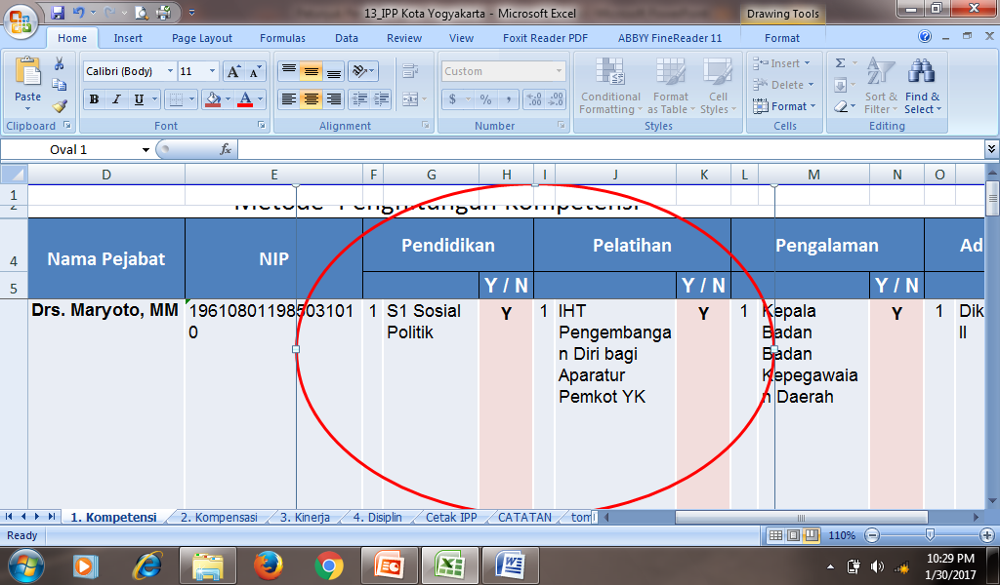 13_IPP Kota Yogyakarta - Microsoft Excel
Drawing Tools
Home Insert Page Layout Formulas Data Review View Foxit Reader PDF ABBYY FineReader 11 Format
Calibri (Body) 11 A A Custom Insert Σ
Paste B I U A $ % , Conditional Formatting Format as Table Cell Styles Delete Sort & Filter Find & Select
Format
Clipboard Font Alignment Number Styles Cells Editing
Oval 1 fx
D E F G H I J K L M N O
1
2 Metode Penghitungan Kompetensi
4 Nama Pejabat NIP Pendidikan Pelatihan Pengalaman Ad
5 Y / N Y / N Y / N
Drs. Maryoto, MM 19610801198503101 1 S1 Sosial Y 1 IHT Y 1 Kepala Y 1 Dik
0 Politik Pengembanga Badan II
n Diri bagi Badan
Aparatur Kepegawaia
Pemkot YK n Daerah
1. Kompetensi 2. Kompensasi 3. Kinerja 4. Disiplin Cetak IPP CATATAN tom
Ready 110%
10:29 PM
1/30/2017